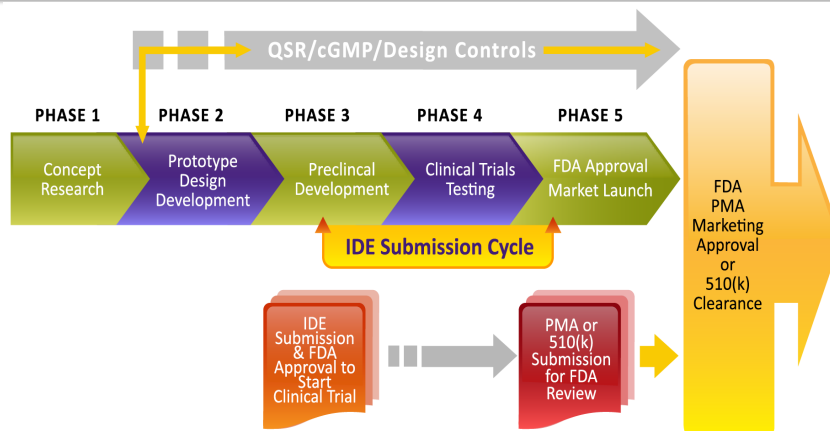 QSR/cGMP/Design Controls
PHASE 1
PHASE 2
PHASE 3
PHASE 4
PHASE 5
Concept
Research
Prototype
Design
Development
Preclincal
Development
Clinical Trials
Testing
FDA Approval
Market Launch
IDE Submission Cycle
IDE
Submission
& FDA
Approval to
Start
Clinical Trial
PMA or
510(k)
Submission
for FDA
Review
FDA
PMA
Marketing
Approval
or
510(k)
Clearance